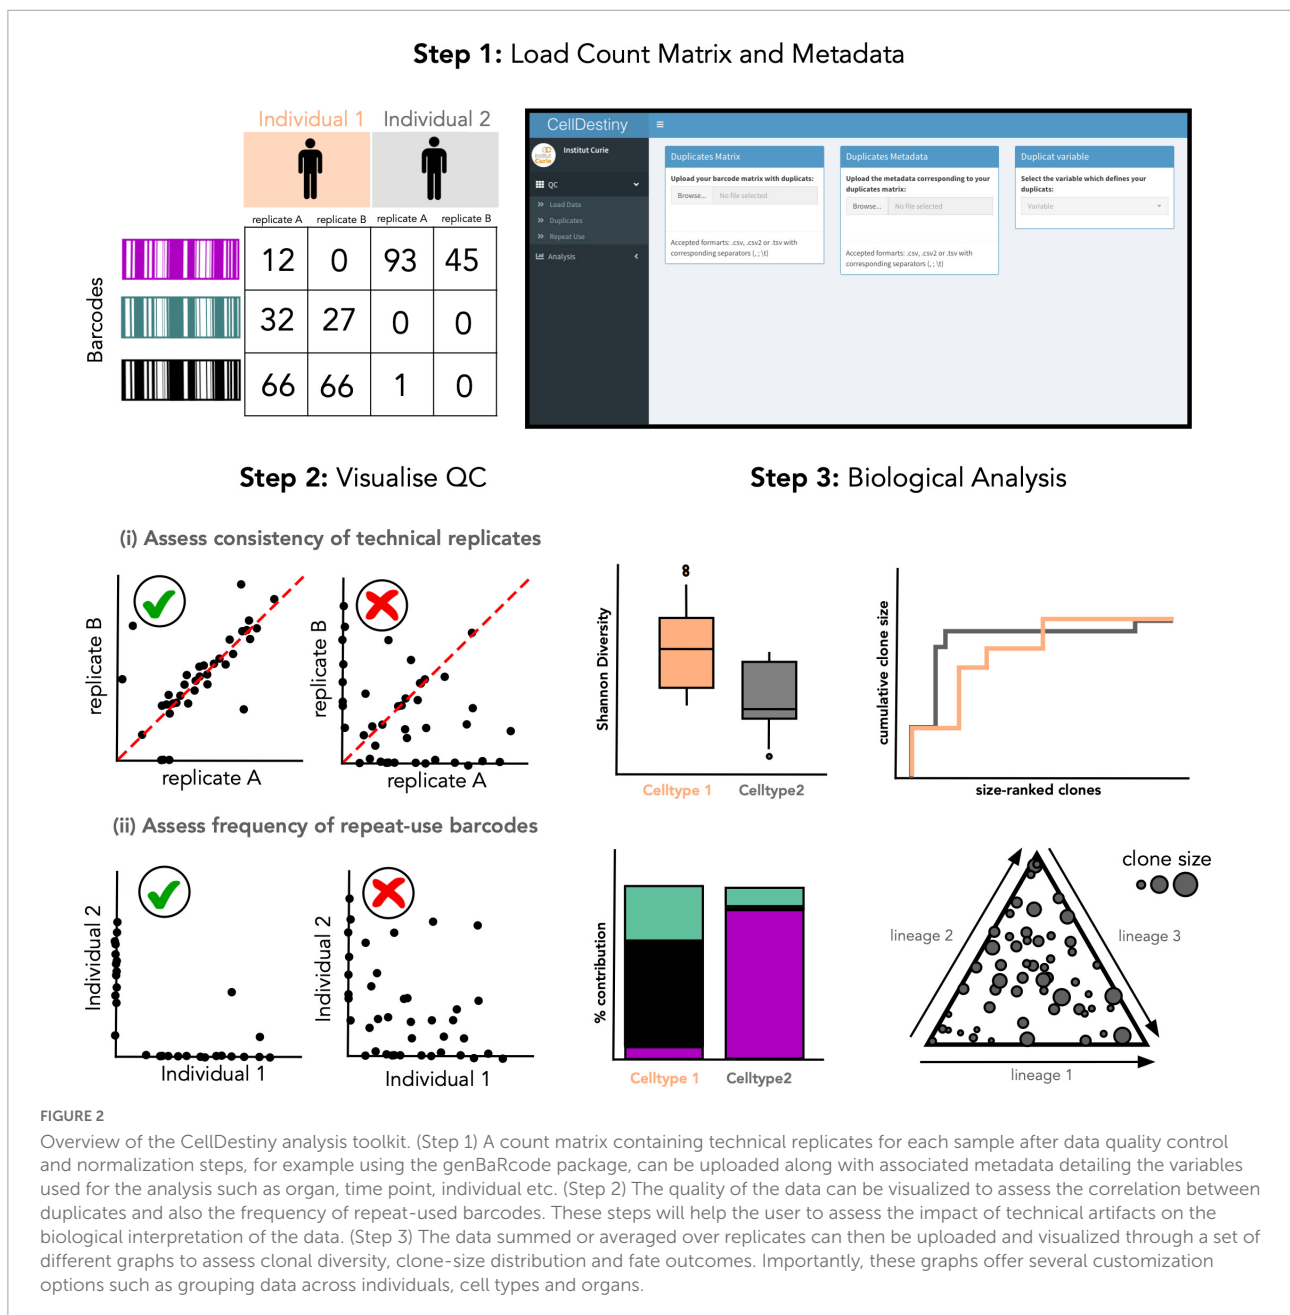 Step 1: Load Count Matrix and Metadata
Individual 1 Individual 2
replicate A replicate B replicate A replicate B
Barcodes
12 0 93 45
32 27 0 0
66 66 1 0
CellDestiny
institut
Curie
Institut Curie
QC
Load Data
Duplicates
Repeat Use
Analysis
Duplicates Matrix
Upload your barcode matrix with duplicats:
Browse... No file selected
Accepted formarts: .csv, .csv2 or .tsv with
corresponding separators (, ; \t)
Duplicates Metadata
Upload the metadata corresponding to your
duplicates matrix:
Browse... No file selected
Accepted formarts: .csv, .csv2 or .tsv with
corresponding separators (, ; \t)
Duplicat variable
Select the variable which defines your
duplicats:
Variable
Step 2: Visualise QC
(i) Assess consistency of technical replicates
replicate B
replicate A
replicate B
replicate A
(ii) Assess frequency of repeat-use barcodes
Individual 2
Individual 1
Individual 2
Individual 1
Step 3: Biological Analysis
Shannon Diversity
Celltype 1 Celltype2
cumulative clone size
size-ranked clones
% contribution
Celltype 1 Celltype2
clone size
lineage 2
lineage 3
lineage 1
FIGURE 2
Overview of the CellDestiny analysis toolkit. (Step 1) A count matrix containing technical replicates for each sample after data quality control
and normalization steps, for example using the genBaRcode package, can be uploaded along with associated metadata detailing the variables
used for the analysis such as organ, time point, individual etc. (Step 2) The quality of the data can be visualized to assess the correlation between
duplicates and also the frequency of repeat-used barcodes. These steps will help the user to assess the impact of technical artifacts on the
biological interpretation of the data. (Step 3) The data summed or averaged over replicates can then be uploaded and visualized through a set of
different graphs to assess clonal diversity, clone-size distribution and fate outcomes. Importantly, these graphs offer several customization
options such as grouping data across individuals, cell types and organs.